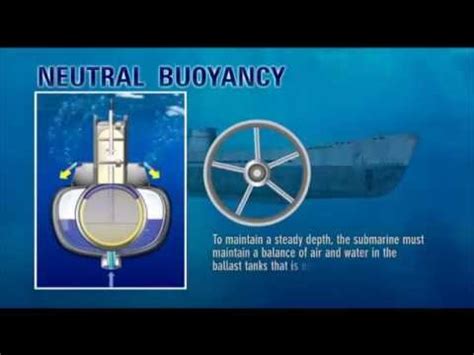 NEUTRAL BUOYANCY
To maintain a steady depth, the submarine must
maintain a balance of air and water in the
ballast tanks that is